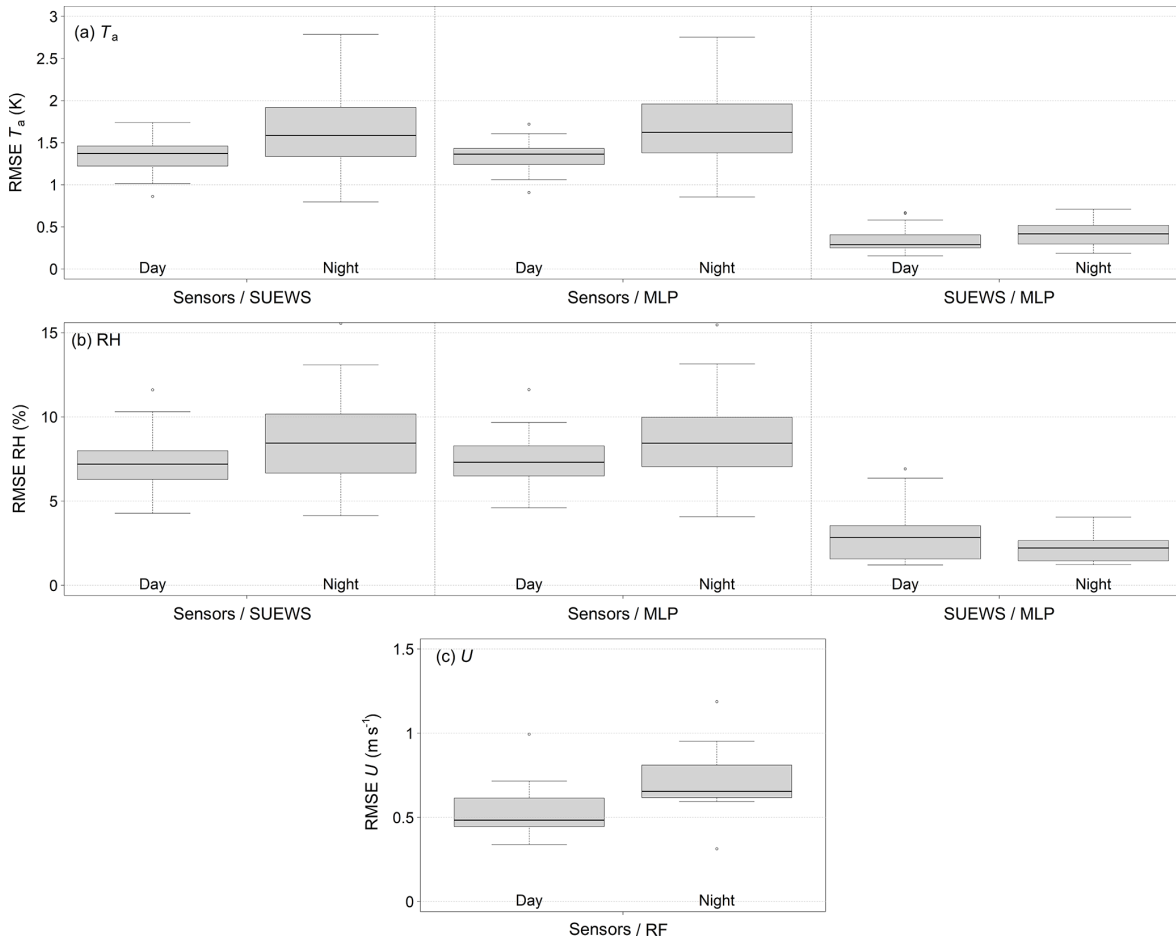 (a) Ta
RMSE Ta (K)
3
2.5
2
1.5
1
0.5
0
Day Night Day Night Day Night
Sensors / SUEWS Sensors / MLP SUEWS / MLP
(b) RH
RMSE RH (%)
15
10
5
0
Day Night Day Night Day Night
Sensors / SUEWS Sensors / MLP SUEWS / MLP
(c) U
RMSE U (m s-1)
1.5
1
0.5
0
Day Night
Sensors / RF